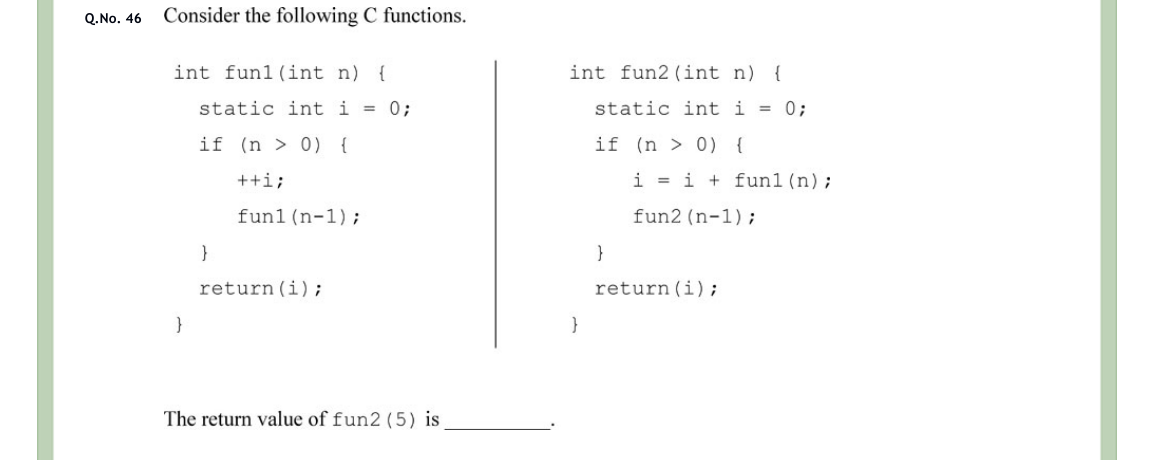 Q.No. 46 Consider the following C functions.
int fun1(int n) {
static int i = 0;
if (n > 0) {
++i;
fun1(n-1);
}
return(i);
}
int fun2(int n) {
static int i = 0;
if (n > 0) {
i = i + fun1(n);
fun2(n-1);
}
return(i);
}
The return value of fun2(5) is __________.